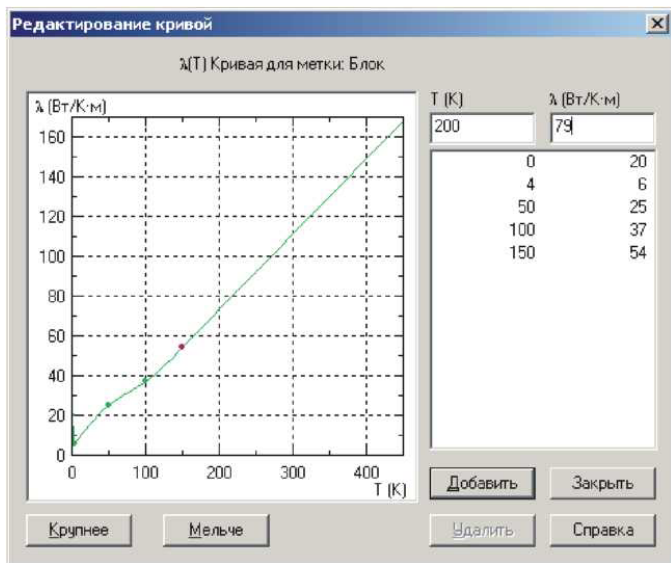 Редактирование кривой
λ(T) Кривая для метки: Блок
λ (Вт/К·м)
160
140
120
100
80
60
40
20
0
0 100 200 300 400
T (K)
T (K) λ (Вт/К·м)
200 79
0 20
4 6
50 25
100 37
150 54
Добавить Закрыть
Крупнее Мельче Удалить Справка